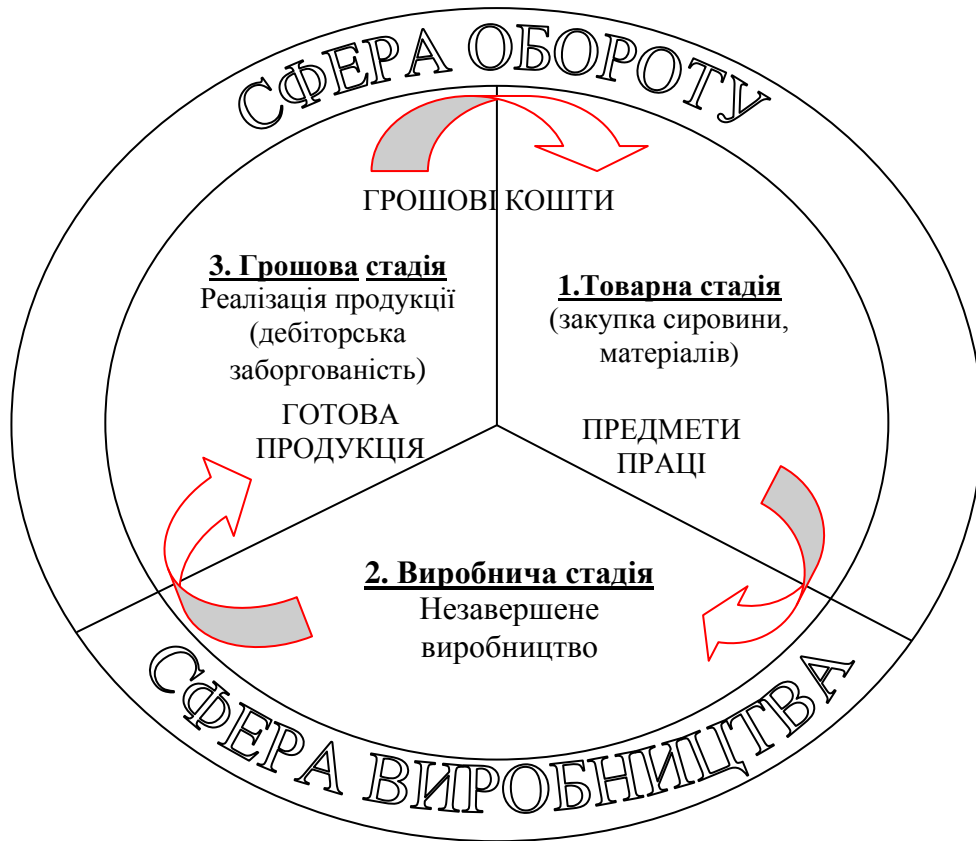 СФЕРА ОБОРОТУ
ГРОШОВІ КОШТИ
3. Грошова стадія
Реалізація продукції
(дебіторська
заборгованість)
ГОТОВА
ПРОДУКЦІЯ
1.Товарна стадія
(закупка сировини,
матеріалів)
ПРЕДМЕТИ
ПРАЦІ
2. Виробнича стадія
Незавершене
виробництво
СФЕРА ВИРОБНИЦТВА